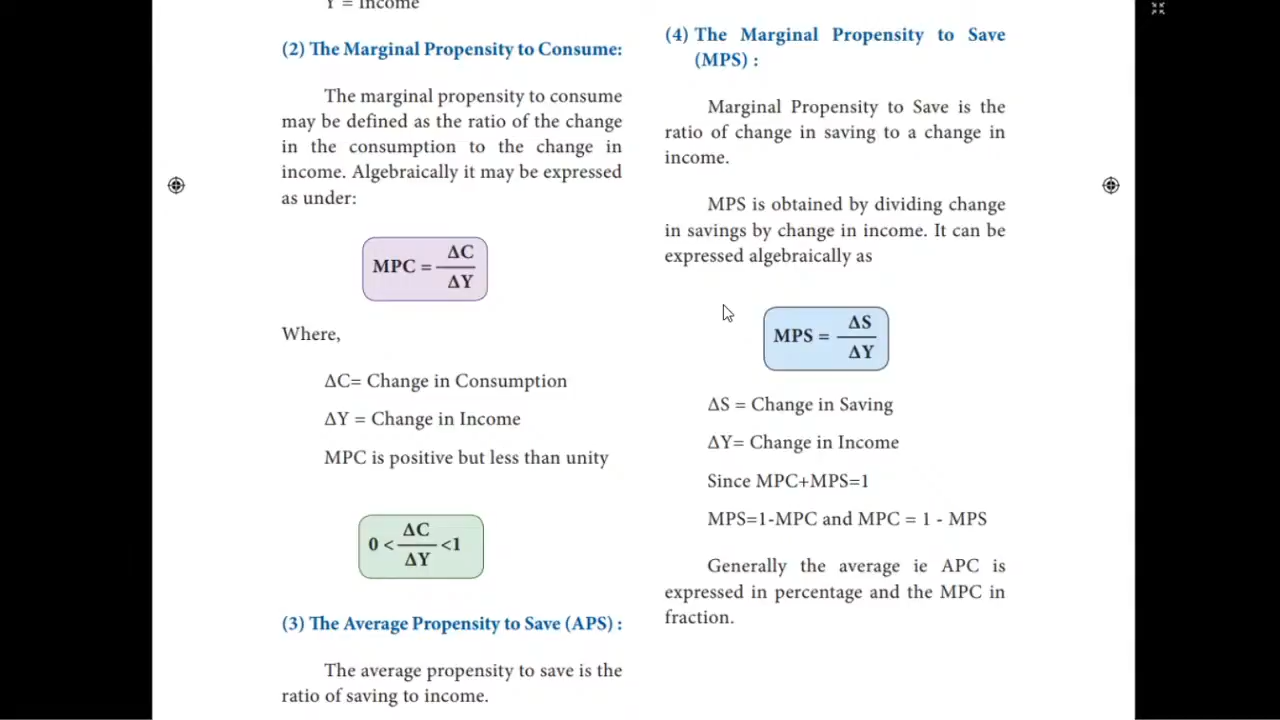 Y = Income
(2) The Marginal Propensity to Consume:
The marginal propensity to consume
may be defined as the ratio of the change
in the consumption to the change in
income. Algebraically it may be expressed
as under:
MPC = ΔC
ΔY
Where,
ΔC= Change in Consumption
ΔY = Change in Income
MPC is positive but less than unity
0 < ΔC <1
ΔY
(3) The Average Propensity to Save (APS) :
The average propensity to save is the
ratio of saving to income.
(4) The Marginal Propensity to Save
(MPS) :
Marginal Propensity to Save is the
ratio of change in saving to a change in
income.
MPS is obtained by dividing change
in savings by change in income. It can be
expressed algebraically as
MPS = ΔS
ΔY
ΔS = Change in Saving
ΔY= Change in Income
Since MPC+MPS=1
MPS=1-MPC and MPC = 1 - MPS
Generally the average ie APC is
expressed in percentage and the MPC in
fraction.